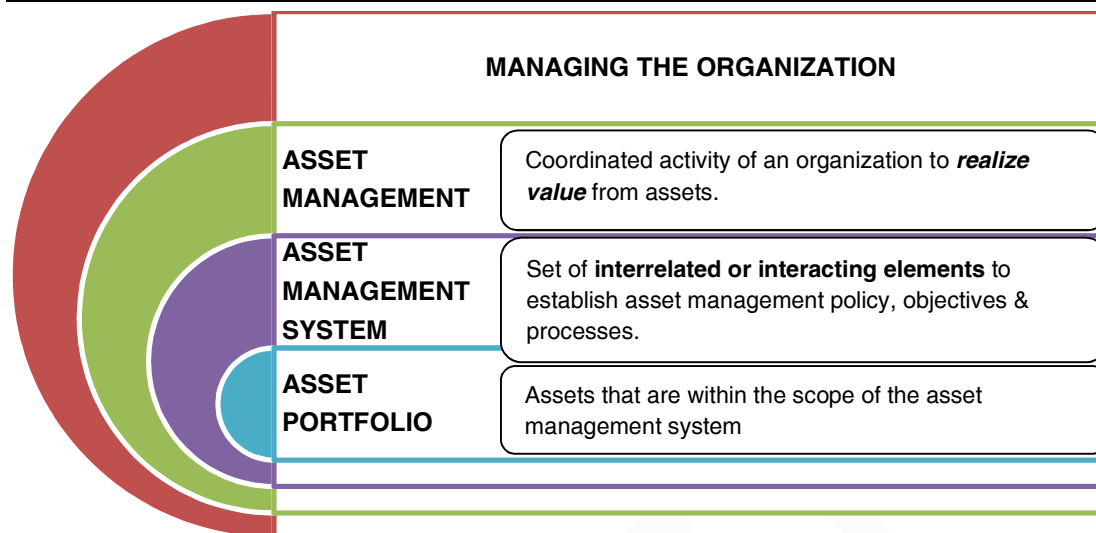 MANAGING THE ORGANIZATION
ASSET
MANAGEMENT
Coordinated activity of an organization to realize
value from assets.
ASSET
MANAGEMENT
SYSTEM
Set of interrelated or interacting elements to
establish asset management policy, objectives &
processes.
ASSET
PORTFOLIO
Assets that are within the scope of the asset
management system